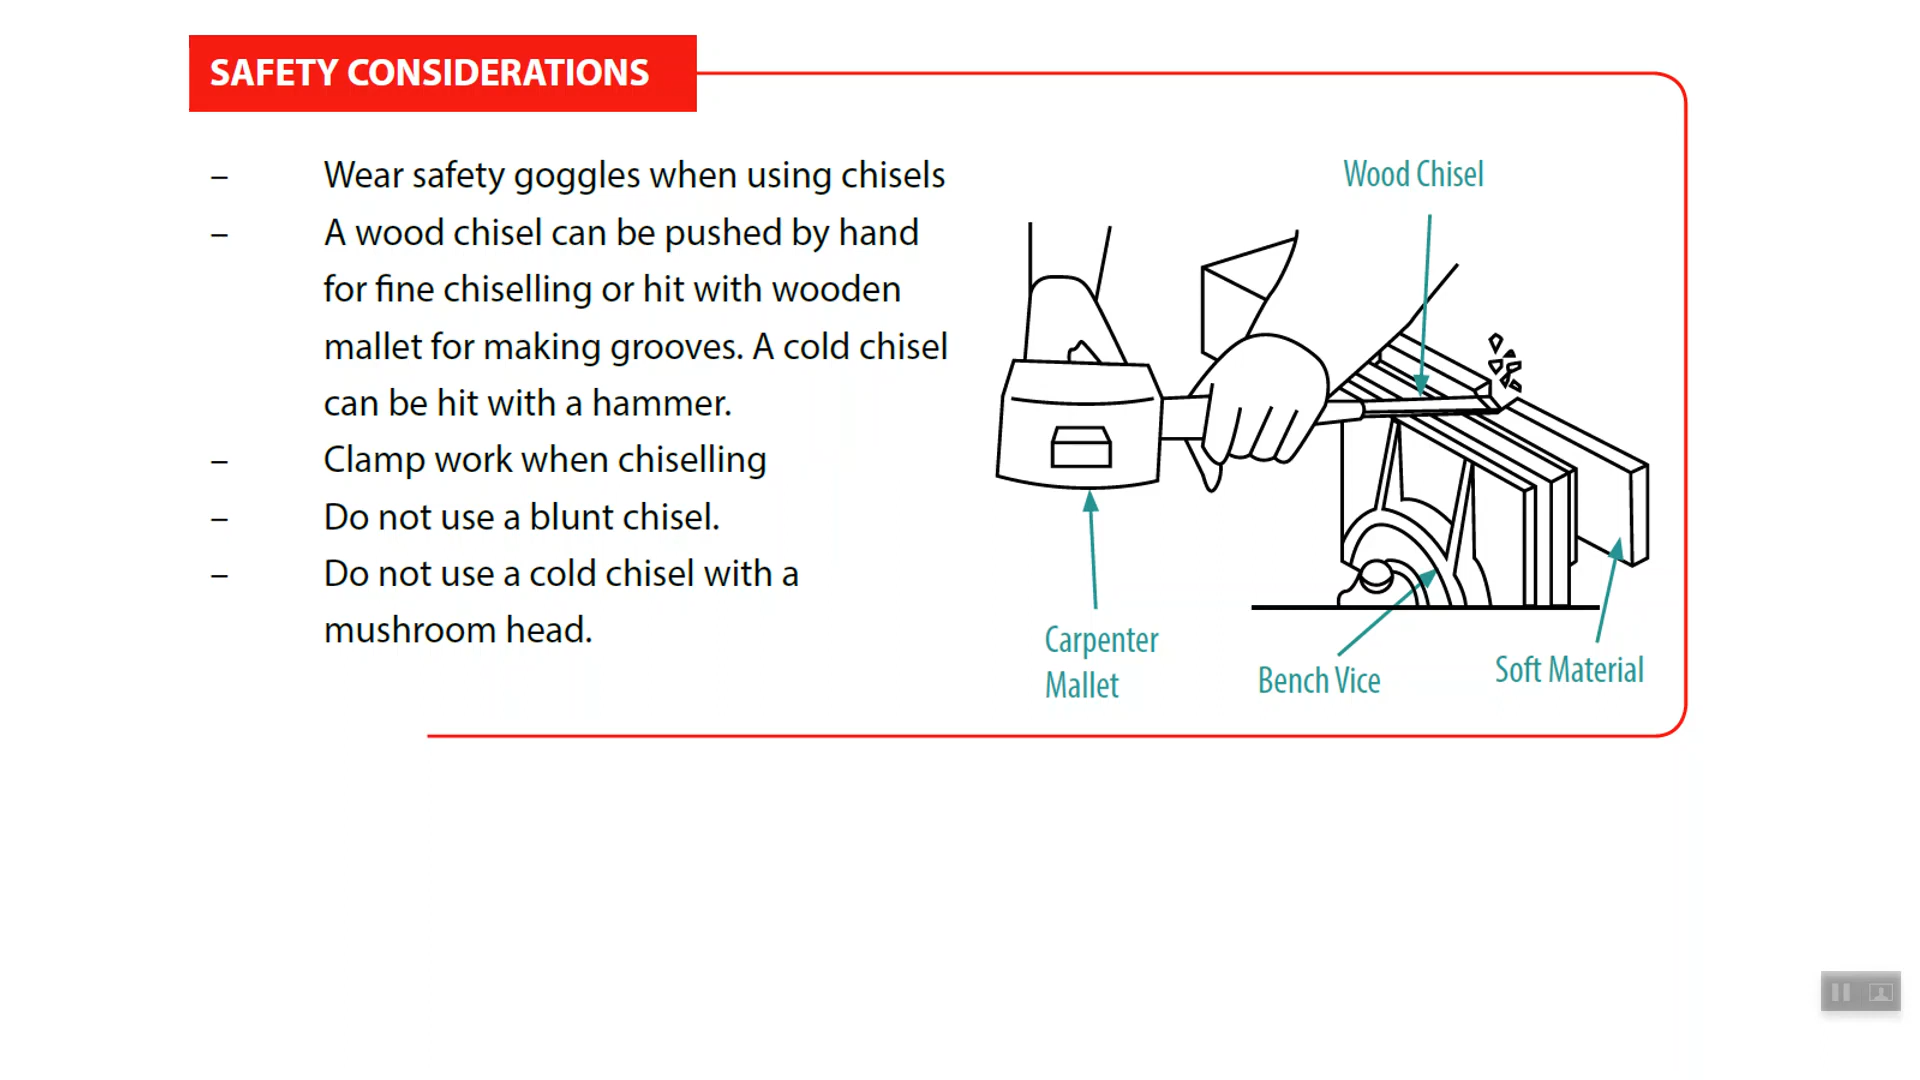 SAFETY CONSIDERATIONS
– Wear safety goggles when using chisels
– A wood chisel can be pushed by hand
for fine chiselling or hit with wooden
mallet for making grooves. A cold chisel
can be hit with a hammer.
– Clamp work when chiselling
– Do not use a blunt chisel.
– Do not use a cold chisel with a
mushroom head.
Wood Chisel
Carpenter
Mallet
Bench Vice
Soft Material